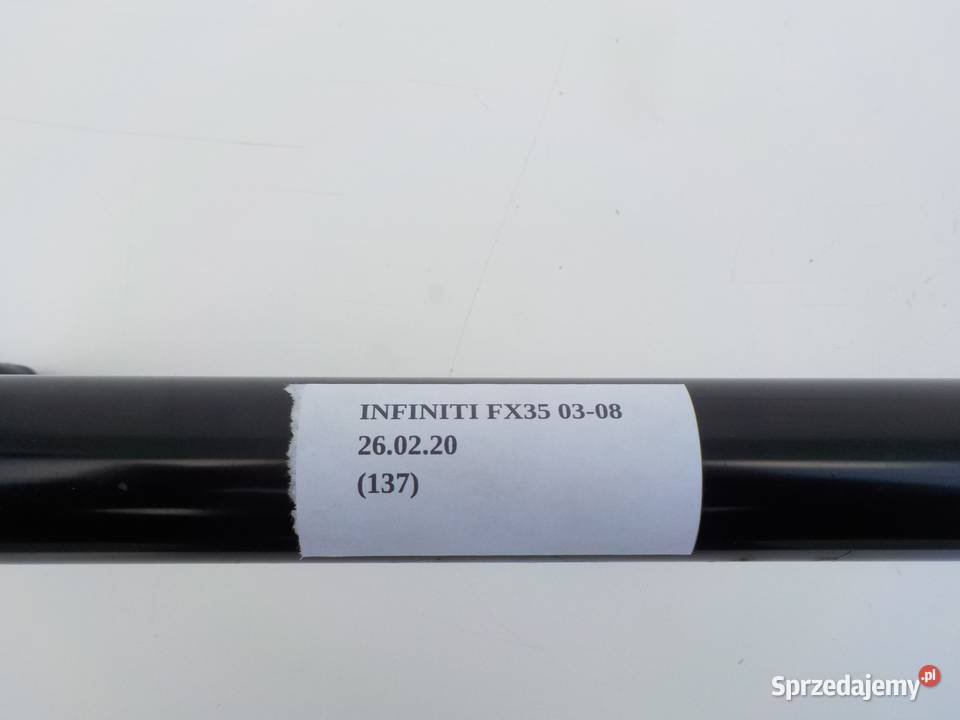 INFINITI FX35 03-08
26.02.20
(137)
Sprzedajemy.pl